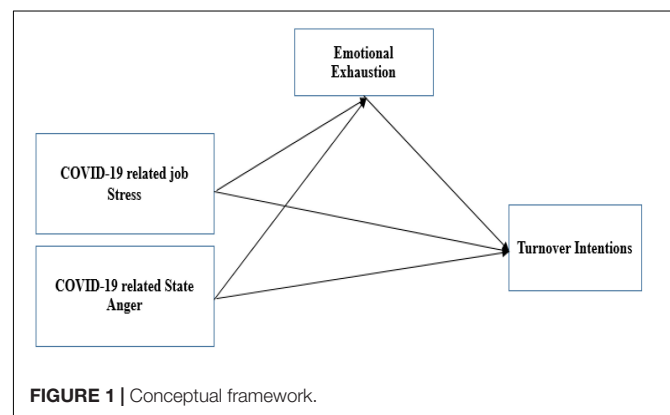 Emotional
Exhaustion
COVID-19 related job
Stress
Turnover Intentions
COVID-19 related State
Anger
FIGURE 1 | Conceptual framework.